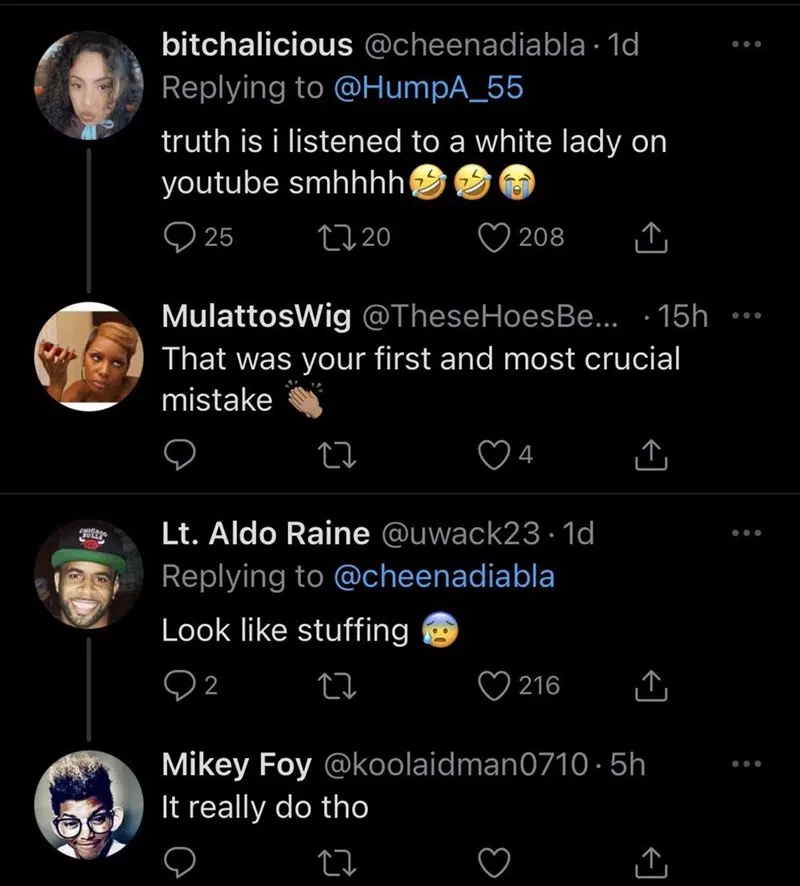 bitchalicious @cheenadiabla · 1d
Replying to @HumpA_55
truth is i listened to a white lady on
youtube smhhhh🤣🤣😭
25 20 208
MulattosWig @TheseHoesBe... · 15h
That was your first and most crucial
mistake 👏🏽
4
CHICAGO
BULLS
Lt. Aldo Raine @uwack23 · 1d
Replying to @cheenadiabla
Look like stuffing 😰
2 216
Mikey Foy @koolaidman0710 · 5h
It really do tho